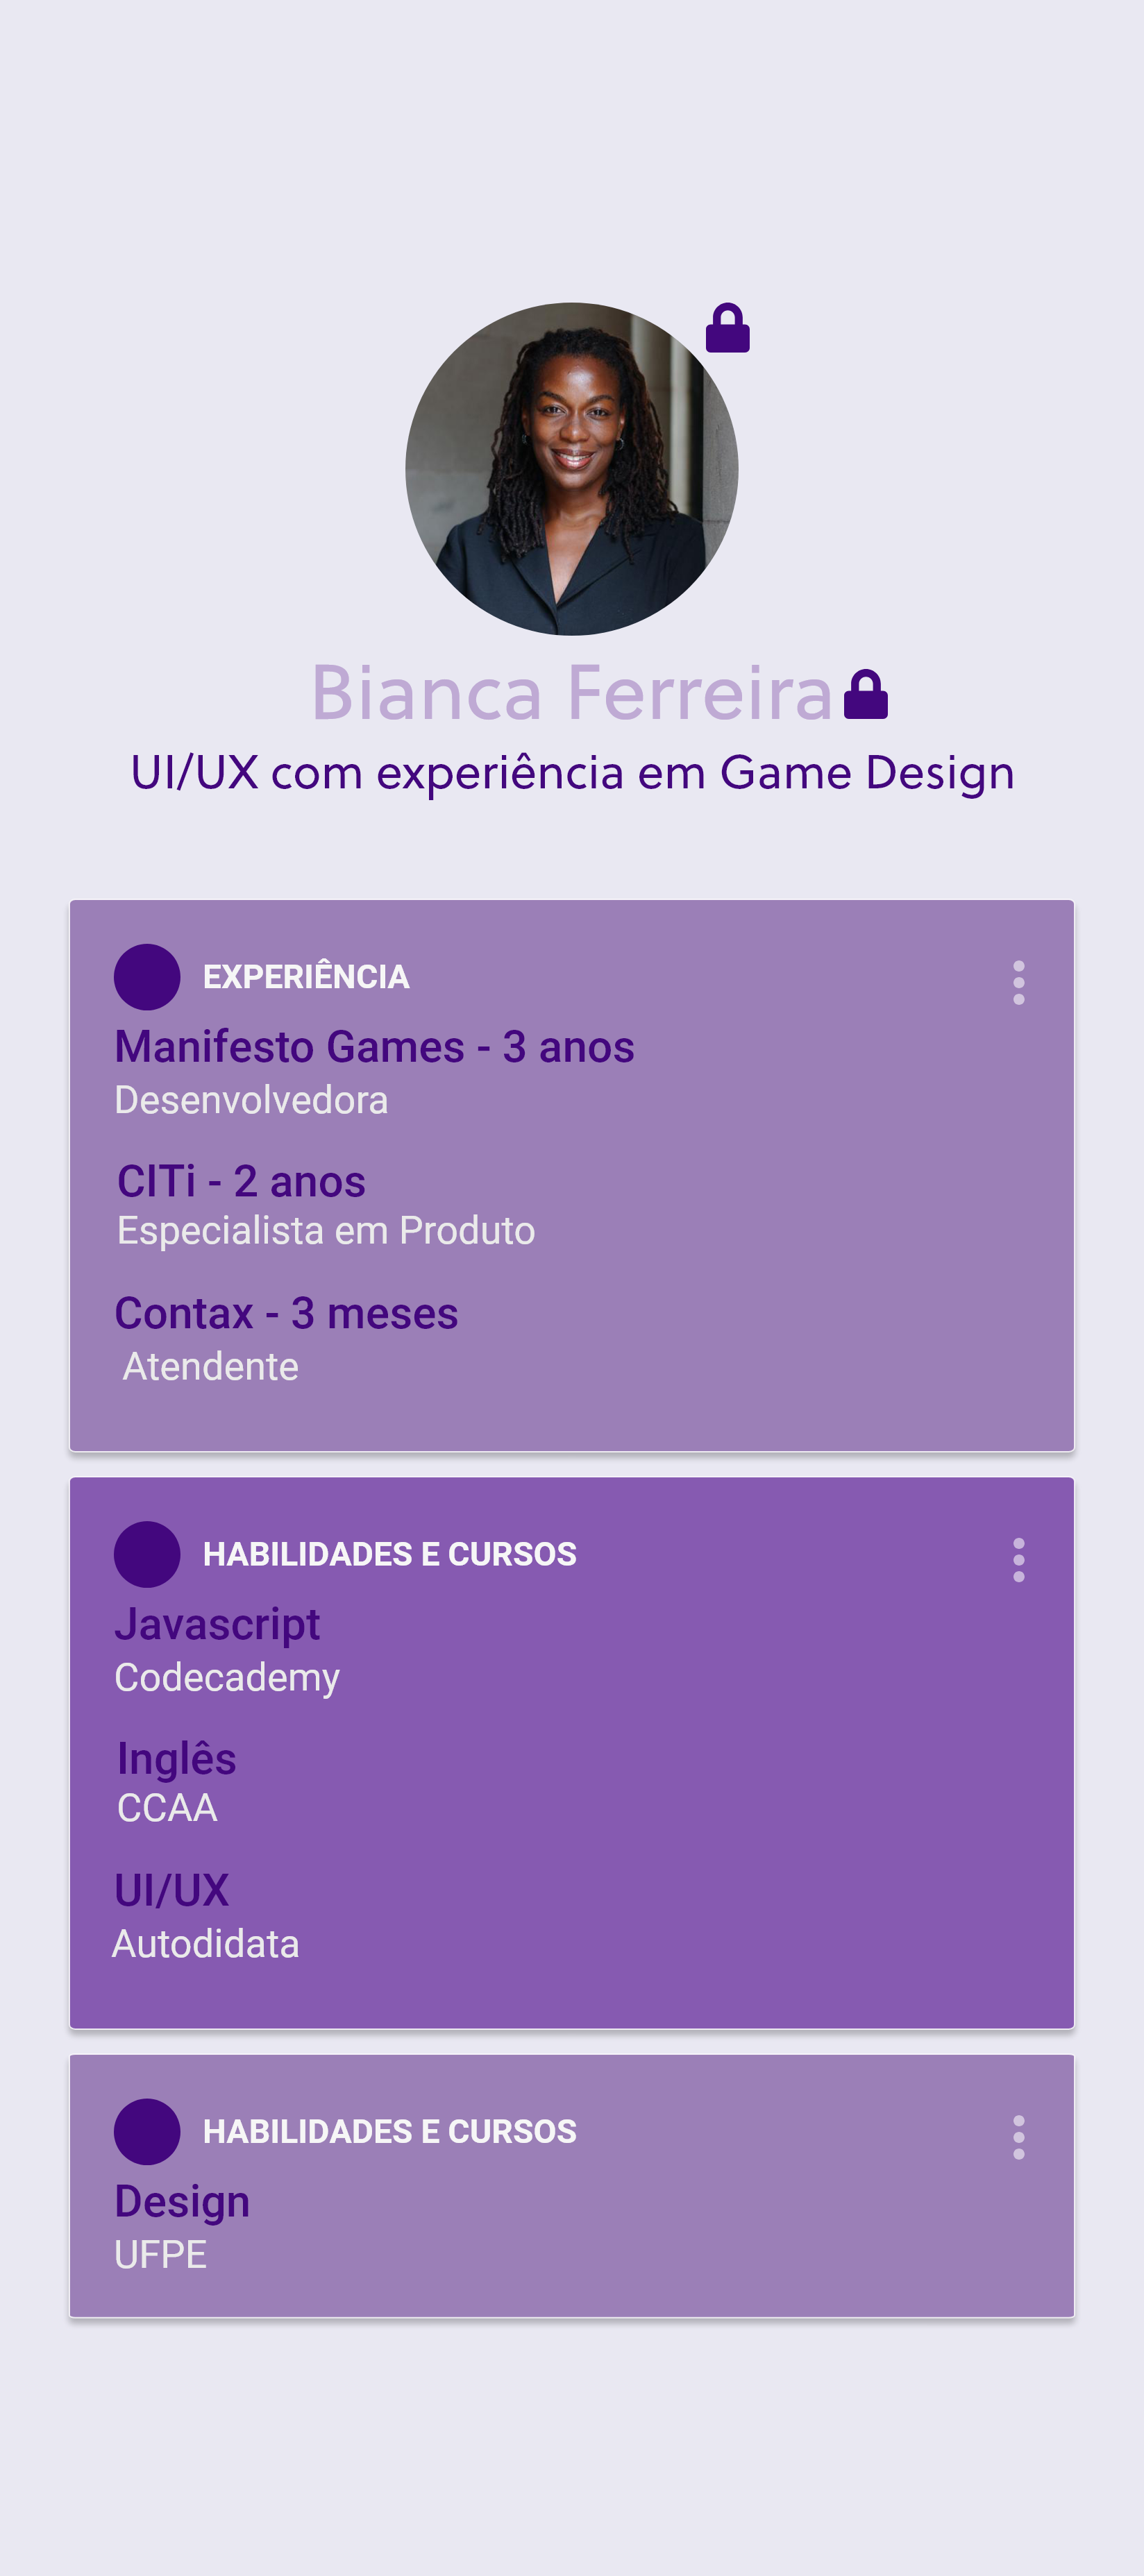 Bianca Ferreira
UI/UX com experiência em Game Design
EXPERIÊNCIA
Manifesto Games - 3 anos
Desenvolvedora
CITi - 2 anos
Especialista em Produto
Contax - 3 meses
Atendente
HABILIDADES E CURSOS
Javascript
Codecademy
Inglês
CCAA
UI/UX
Autodidata
HABILIDADES E CURSOS
Design
UFPE